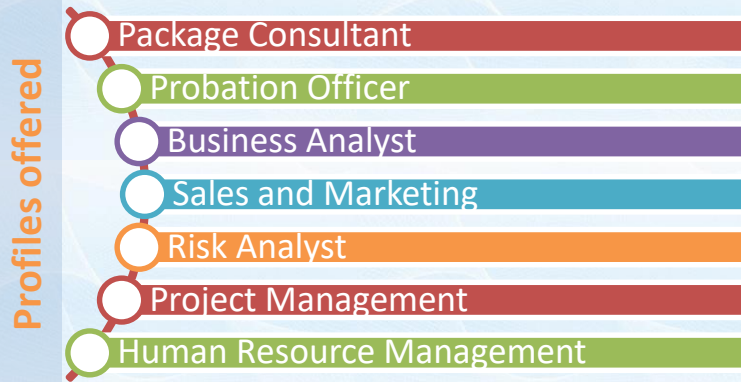 Profiles offered
Package Consultant
Probation Officer
Business Analyst
Sales and Marketing
Risk Analyst
Project Management
Human Resource Management